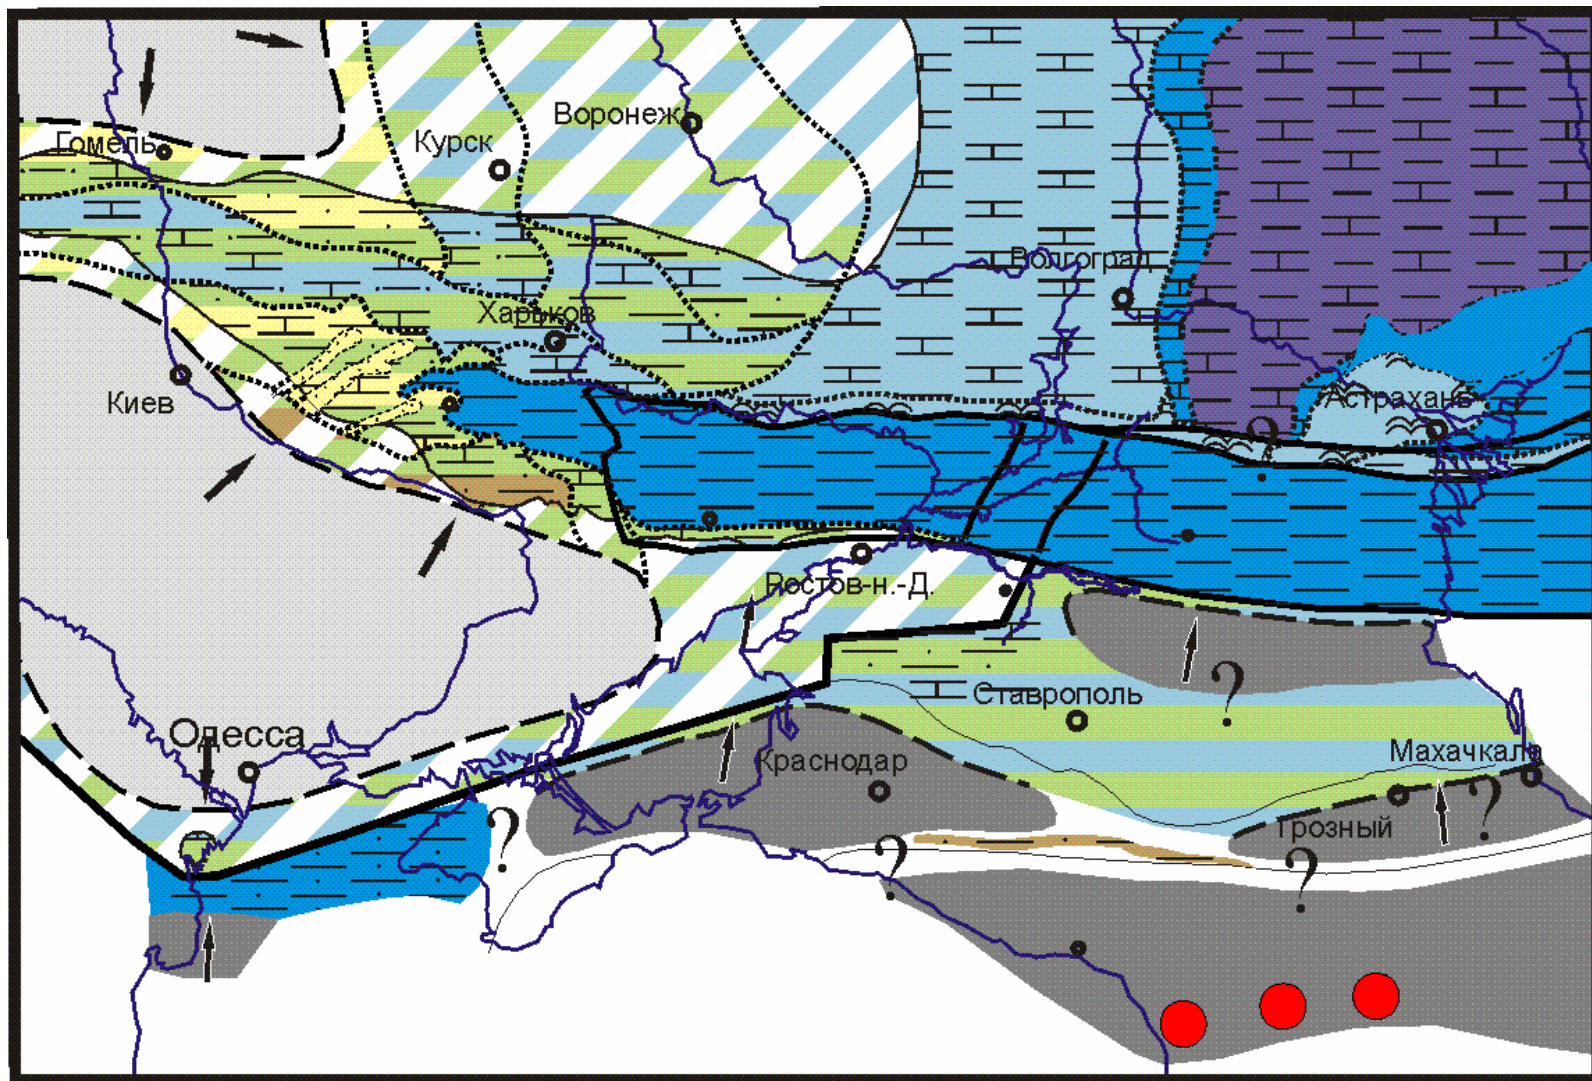 Воронеж
Гомель
Курск
Волгоград
Харьков
Киев
Астрахань
?
Ростов-н.-Д.
?
Ставрополь
Одесса
Махачкала
Краснодар
?
?
Грозный
?
?